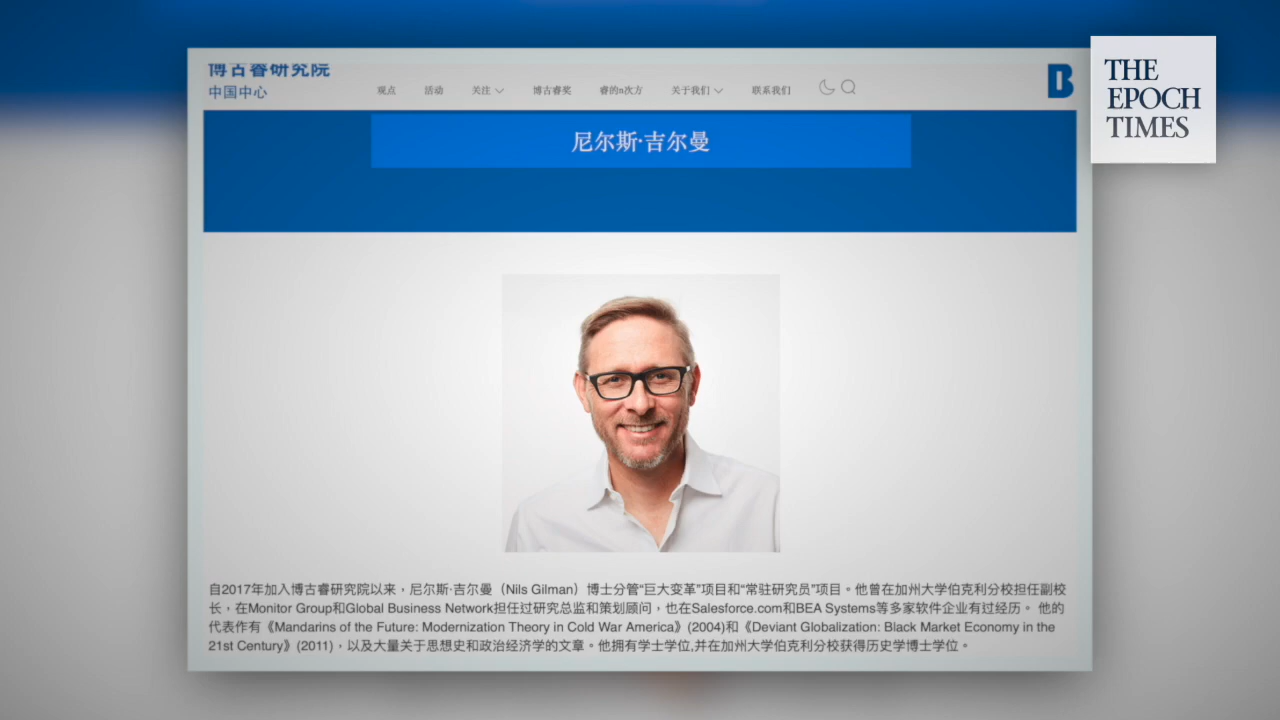 博古睿研究院
中国中心
观点 活动 关注 博古睿奖 睿的n次方 关于我们 联系我们
B
THE
EPOCH
TIMES
尼尔斯·吉尔曼
自2017年加入博古睿研究院以来，尼尔斯·吉尔曼（Nils Gilman）博士分管“巨大变革”项目和“常驻研究员”项目。他曾在加州大学伯克利分校担任副校
长，在Monitor Group和Global Business Network担任过研究总监和策划顾问，也在Salesforce.com和BEA Systems等多家软件企业有过经历。 他的
代表作有《Mandarins of the Future: Modernization Theory in Cold War America》(2004)和《Deviant Globalization: Black Market Economy in the
21st Century》(2011)，以及大量关于思想史和政治经济学的文章。他拥有学士学位,并在加州大学伯克利分校获得历史学博士学位。